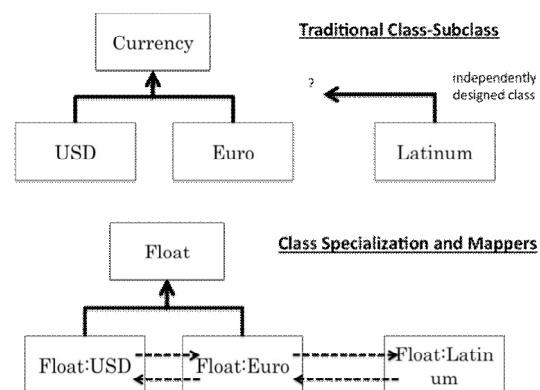 Traditional Class-Subclass
Currency
?
independently
designed class
USD
Euro
Latinum
Class Specialization and Mappers
Float
Float:USD
Float:Euro
Float:Latin
um